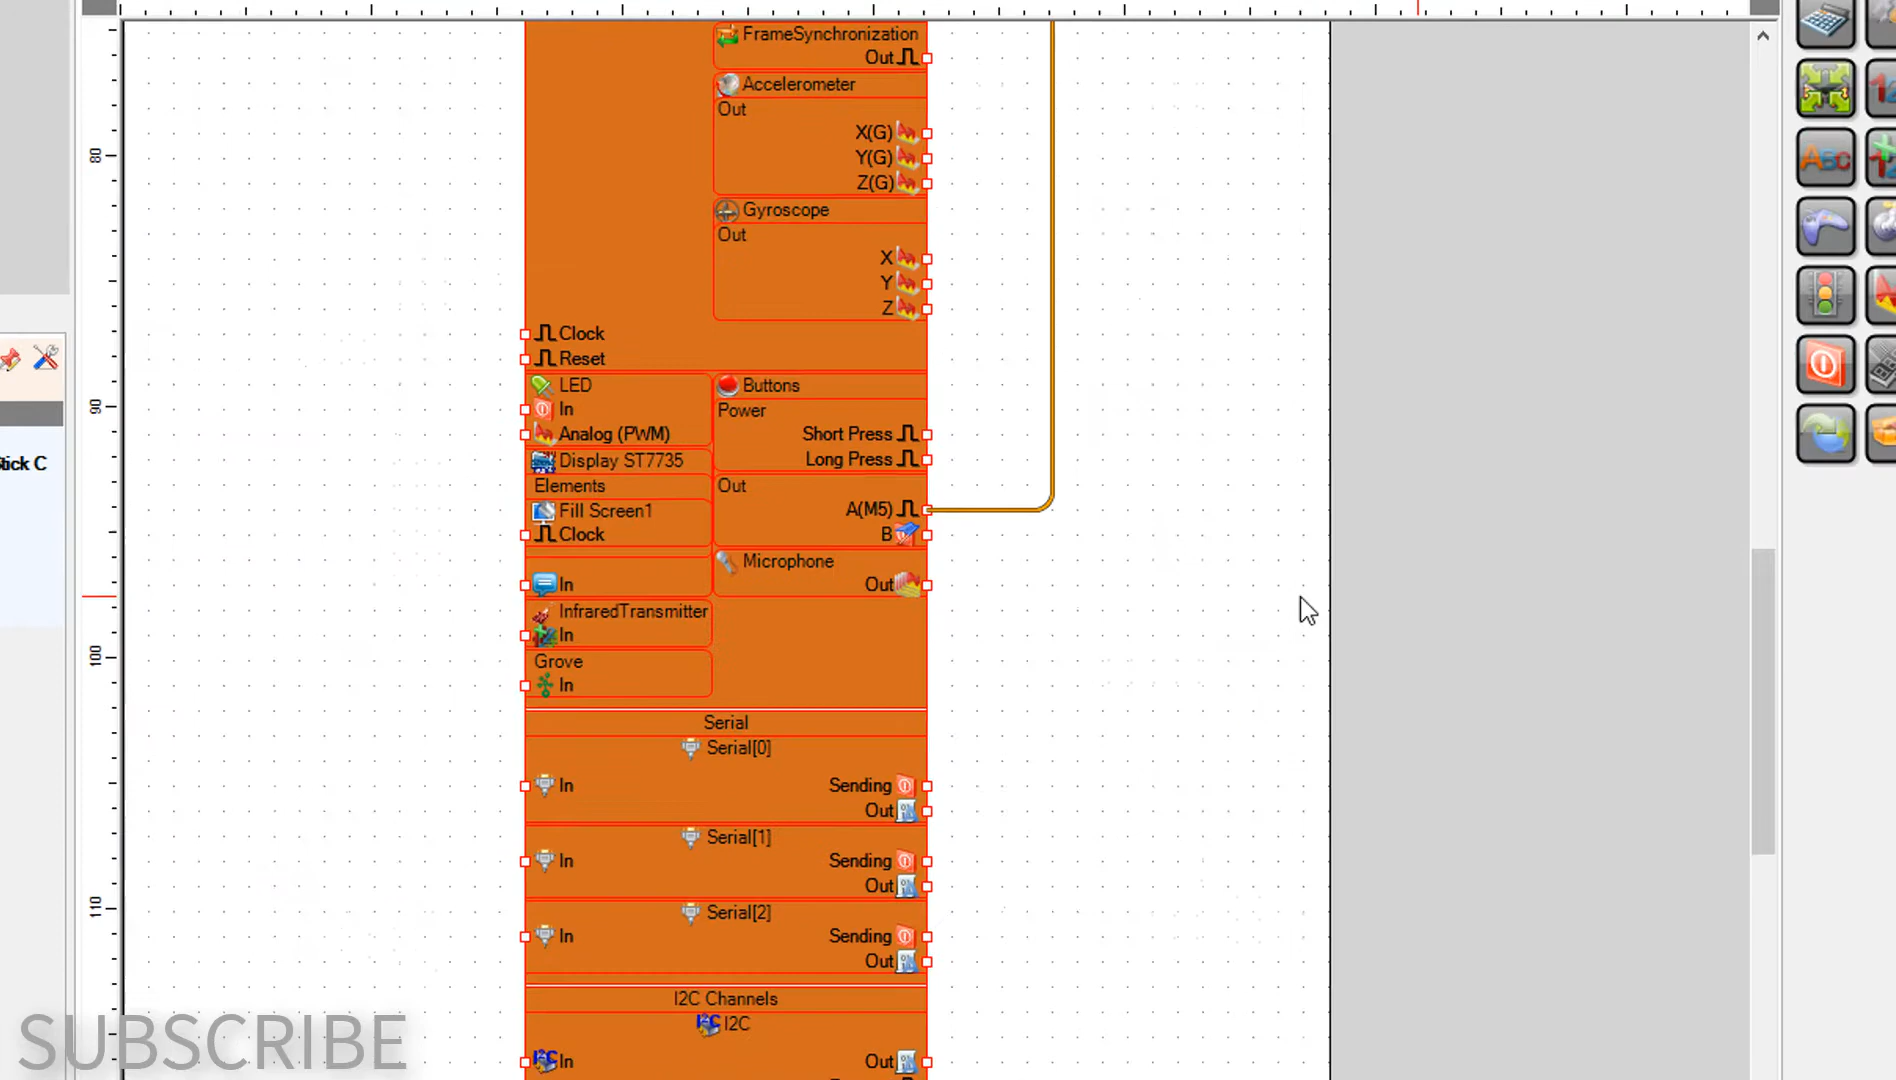 FrameSynchronization
Out
Accelerometer
Out
X(G)
Y(G)
Z(G)
Gyroscope
Out
X
Y
Z
Clock
Reset
LED
In
Analog (PWM)
Buttons
Power
Short Press
Long Press
Display ST7735
Elements
Fill Screen1
Clock
In
Out
A(M5)
B
Microphone
Out
InfraredTransmitter
In
Grove
In
Serial
Serial[0]
In Sending
Out
Serial[1]
In Sending
Out
Serial[2]
In Sending
Out
I2C Channels
I2C
I2C In Out
80
90
100
110
tick C
ABC
SUBSCRIBE